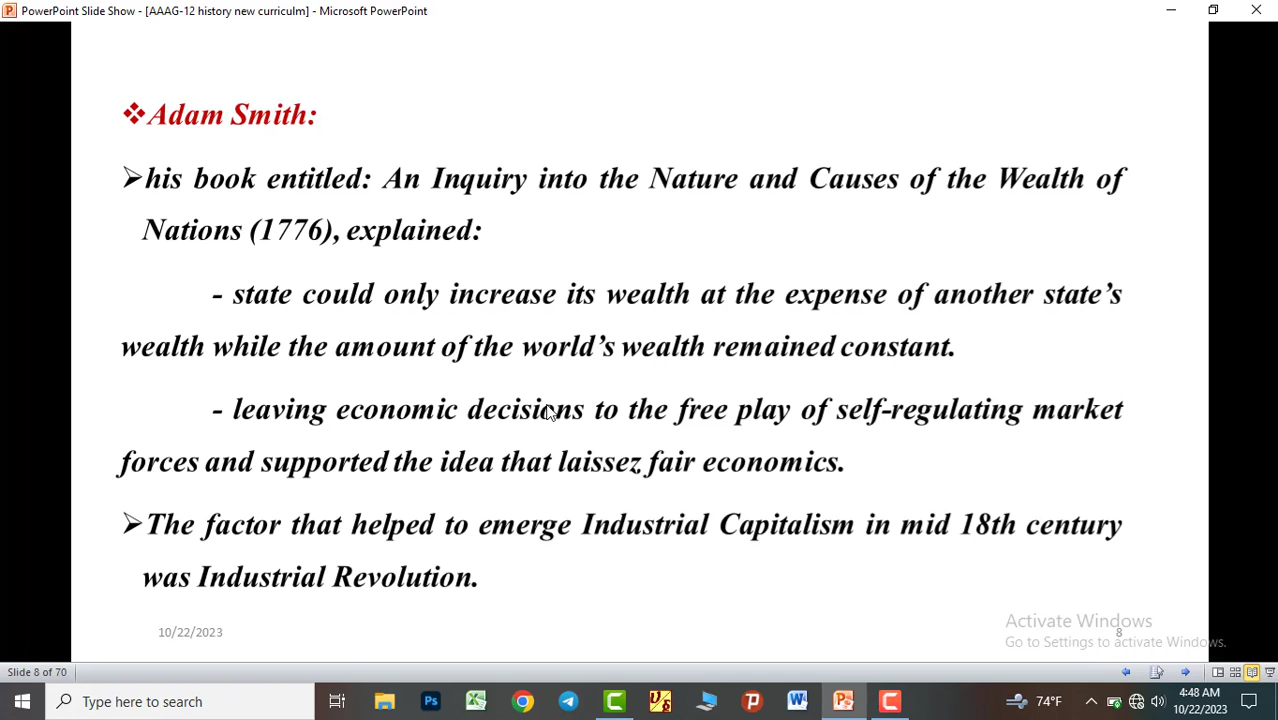 PowerPoint Slide Show - [AAAG-12 history new curriculm] - Microsoft PowerPoint
❖Adam Smith:
➢his book entitled: An Inquiry into the Nature and Causes of the Wealth of
Nations (1776), explained:
- state could only increase its wealth at the expense of another state’s
wealth while the amount of the world’s wealth remained constant.
- leaving economic decisions to the free play of self-regulating market
forces and supported the idea that laissez fair economics.
➢The factor that helped to emerge Industrial Capitalism in mid 18th century
was Industrial Revolution.
10/22/2023
8
Activate Windows
Go to Settings to activate Windows.
Slide 8 of 70
Type here to search
74°F
4:48 AM
10/22/2023